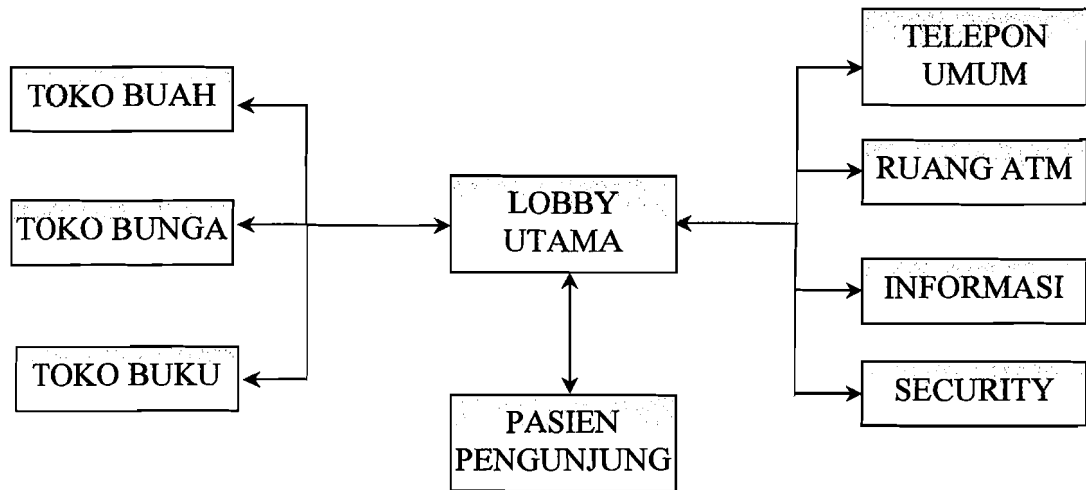 TOKO BUAH
TOKO BUNGA
TOKO BUKU
LOBBY
UTAMA
PASIEN
PENGUNJUNG
TELEPON
UMUM
RUANG ATM
INFORMASI
SECURITY